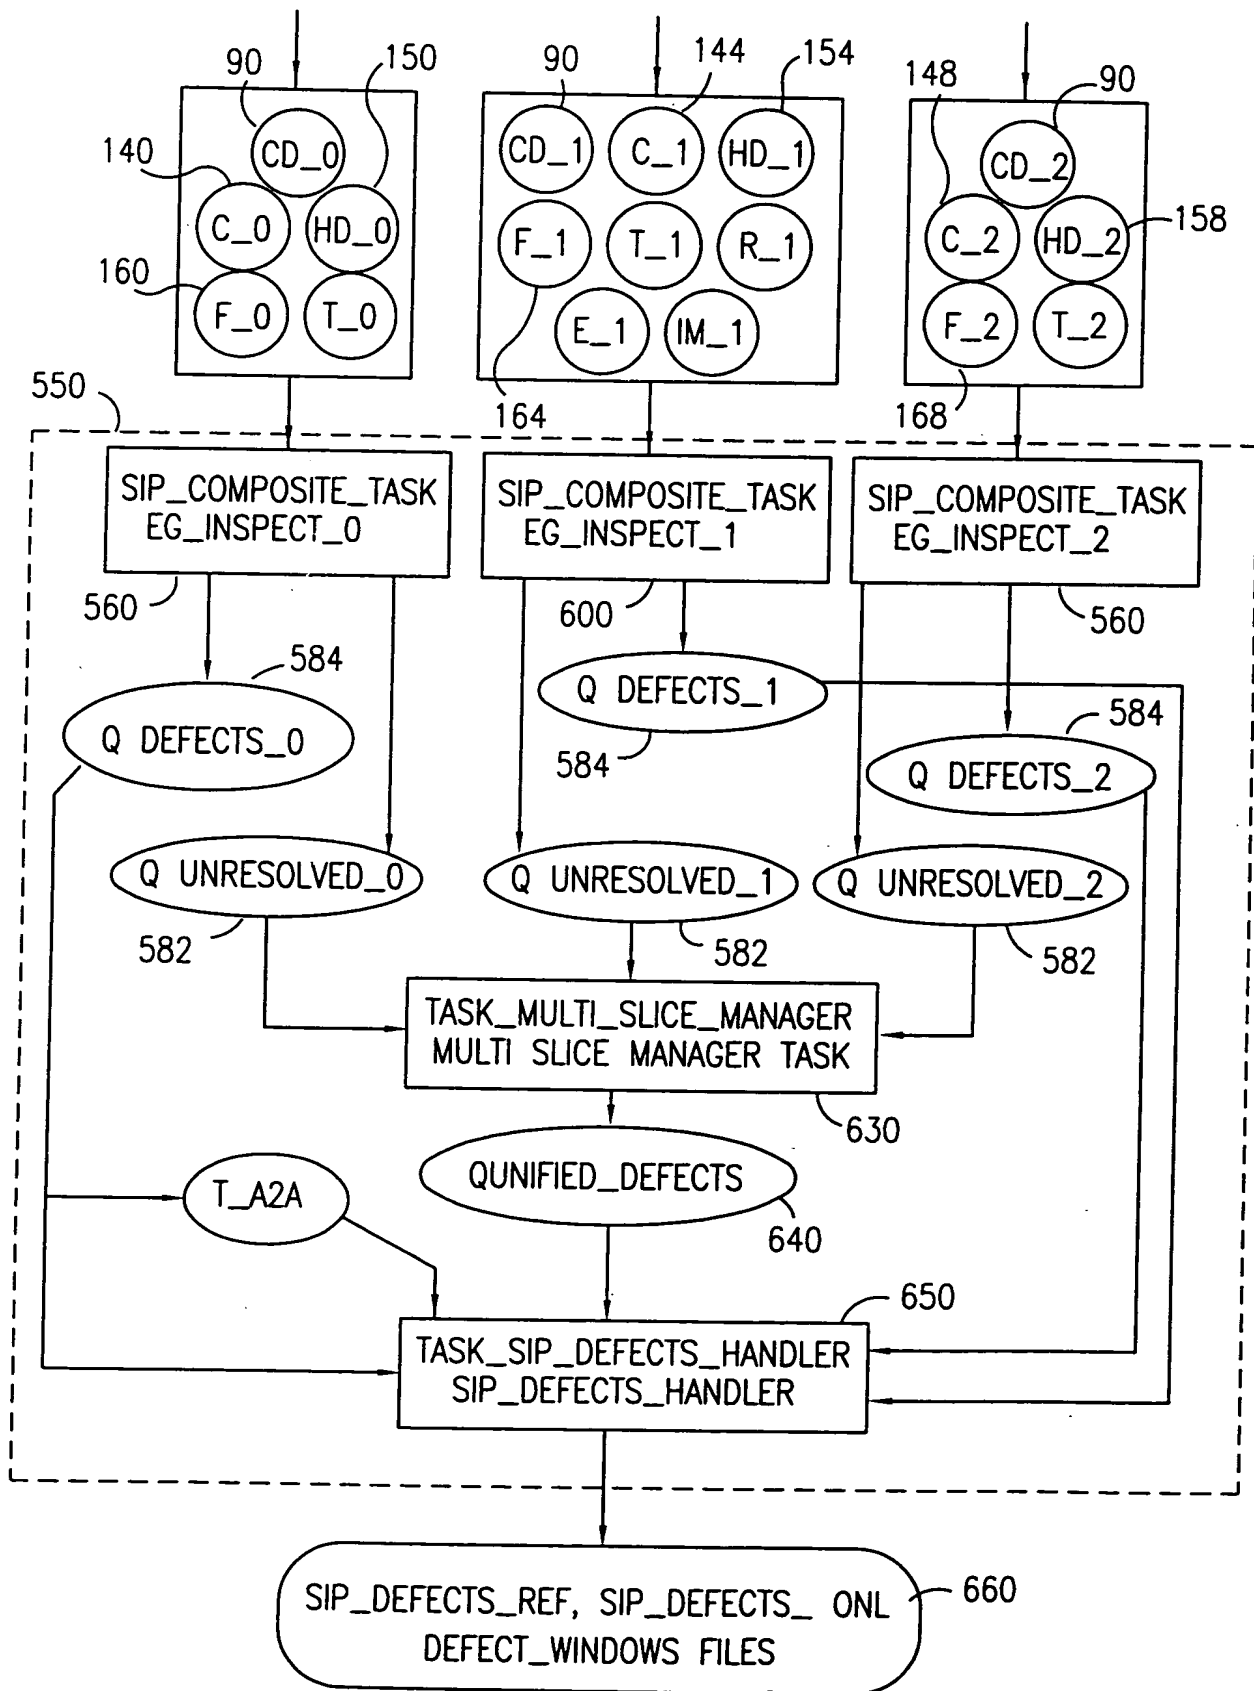 90
150
90
144
154
148
90
CD_0
CD_1
C_1
HD_1
CD_2
140
C_0
HD_0
F_1
T_1
R_1
C_2
HD_2
158
160
F_0
T_0
E_1
IM_1
F_2
T_2
550
164
168
SIP_COMPOSITE_TASK
EG_INSPECT_0
SIP_COMPOSITE_TASK
EG_INSPECT_1
SIP_COMPOSITE_TASK
EG_INSPECT_2
560
600
560
584
Q DEFECTS_0
Q DEFECTS_1
584
584
Q DEFECTS_2
Q UNRESOLVED_0
Q UNRESOLVED_1
Q UNRESOLVED_2
582
582
582
TASK_MULTI_SLICE_MANAGER
MULTI SLICE MANAGER TASK
630
T_A2A
QUNIFIED_DEFECTS
640
650
TASK_SIP_DEFECTS_HANDLER
SIP_DEFECTS_HANDLER
SIP_DEFECTS_REF, SIP_DEFECTS_ ONL
DEFECT_WINDOWS FILES
660